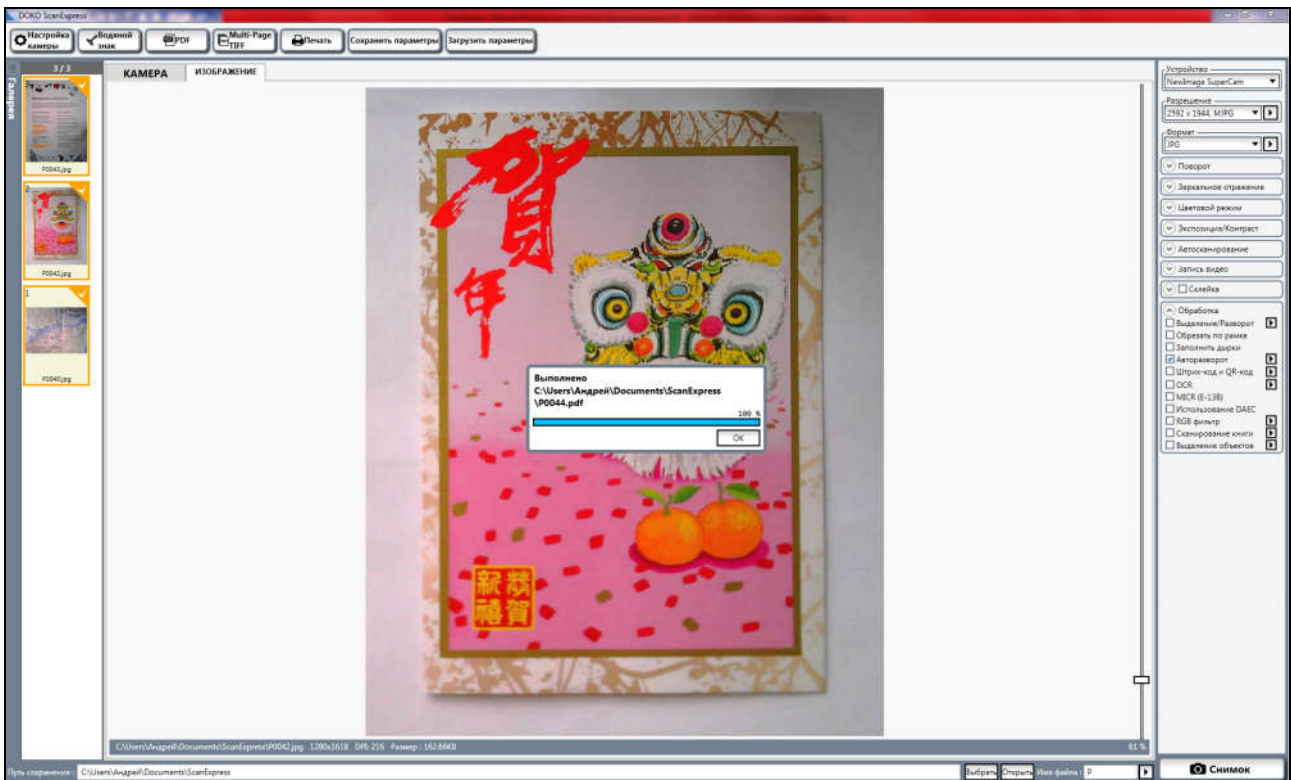 DOKO ScanExpress
Настройка камеры
Водяной знак
PDF
Multi-Page TIFF
Печать
Сохранить параметры
Загрузить параметры
Галерея
3/3
P0043.jpg
2
P0042.jpg
1
P0040.jpg
КАМЕРА
ИЗОБРАЖЕНИЕ
賀
年
恭賀
新禧
Выполнено
C:\Users\Андрей\Documents\ScanExpress
\P0044.pdf
100 %
OK
C:\Users\Андрей\Documents\ScanExpress\P0042.jpg 1280x1618 DPI: 216 Размер : 162.66KB
61 %
Устройство
NewImage SuperCam
Разрешение
2592 x 1944, MJPG
Формат
JPG
Поворот
Зеркальное отражение
Цветовой режим
Экспозиция/Контраст
Автосканирование
Запись видео
Склейка
Обработка
Выделение/Разворот
Обрезать по рамке
Заполнить дырки
Авторазворот
Штрих-код и QR-код
OCR
MICR (E-13B)
Использование DAEC
RGB фильтр
Сканирование книги
Выделение объектов
Путь сохранения : C:\Users\Андрей\Documents\ScanExpress
Выбрать
Открыть
Имя файла : P
Снимок